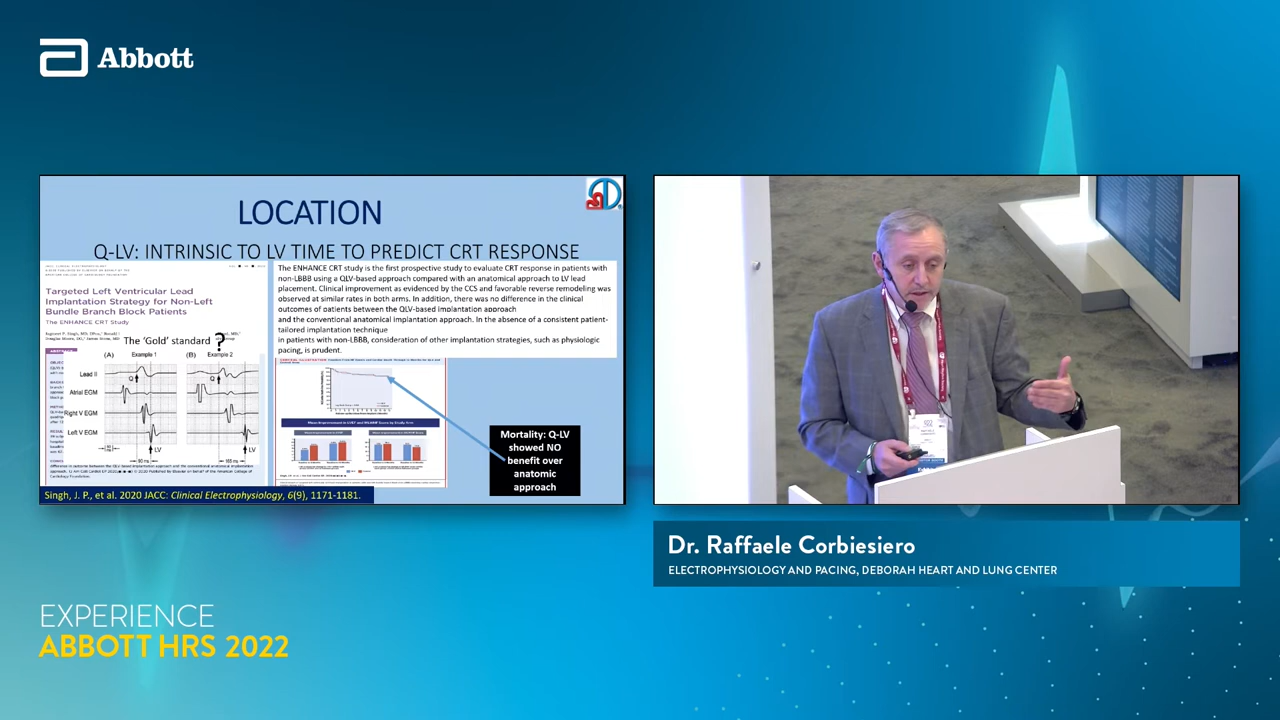 Abbott
LOCATION
Q-LV: INTRINSIC TO LV TIME TO PREDICT CRT RESPONSE
Targeted Left Ventricular Lead
Implantation Strategy for Non-Left
Bundle Branch Block Patients
The ENHANCE CRT Study
The 'Gold' standard ?
(A) Example 1 (B) Example 2
Lead II
Q Q
Atrial EGM
Right V EGM
Left V EGM
LV LV
The ENHANCE CRT study is the first prospective study to evaluate CRT response in patients with
non-LBBB using a QLV-based approach compared with an anatomical approach to LV lead
placement. Clinical improvement as evidenced by the CCS and favorable reverse remodeling was
observed at similar rates in both arms. In addition, there was no difference in the clinical
outcomes of patients between the QLV-based implantation approach
and the conventional anatomical implantation approach. In the absence of a consistent patient-
tailored implantation technique
in patients with non-LBBB, consideration of other implantation strategies, such as physiologic
pacing, is prudent.
Mortality: Q-LV
showed NO
benefit over
anatomic
approach
Singh, J. P., et al. 2020 JACC: Clinical Electrophysiology, 6(9), 1171-1181.
Dr. Raffaele Corbiesiero
ELECTROPHYSIOLOGY AND PACING, DEBORAH HEART AND LUNG CENTER
EXPERIENCE
ABBOTT HRS 2022